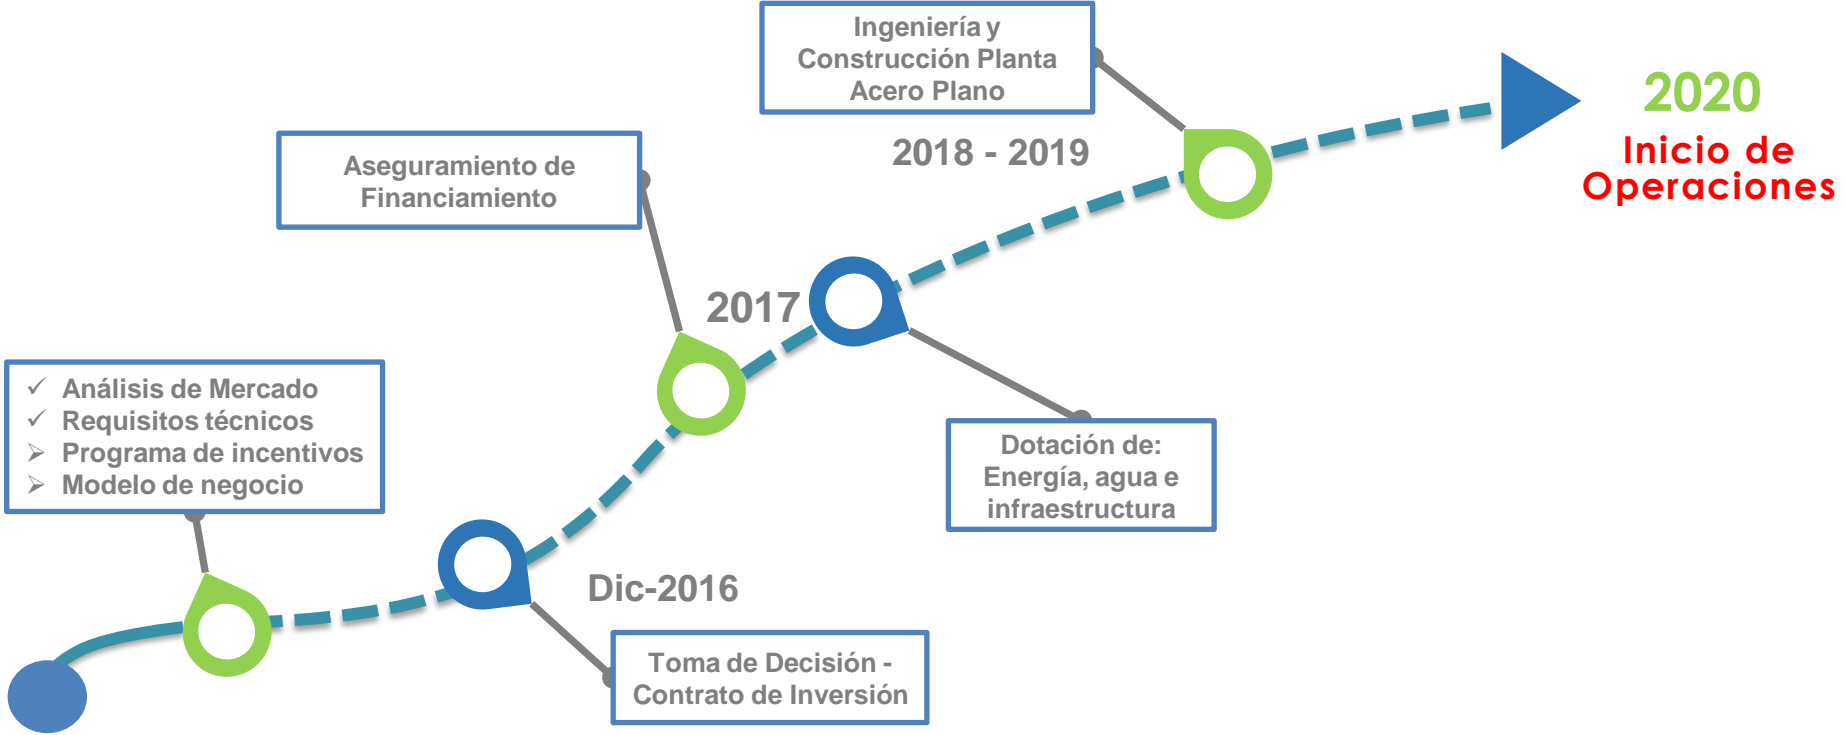 Ingeniería y
Construcción Planta
Acero Plano
2018 - 2019
2020
Inicio de
Operaciones
Aseguramiento de
Financiamiento
2017
✓ Análisis de Mercado
✓ Requisitos técnicos
➢ Programa de incentivos
➢ Modelo de negocio
Dotación de:
Energía, agua e
infraestructura
Dic-2016
Toma de Decisión -
Contrato de Inversión